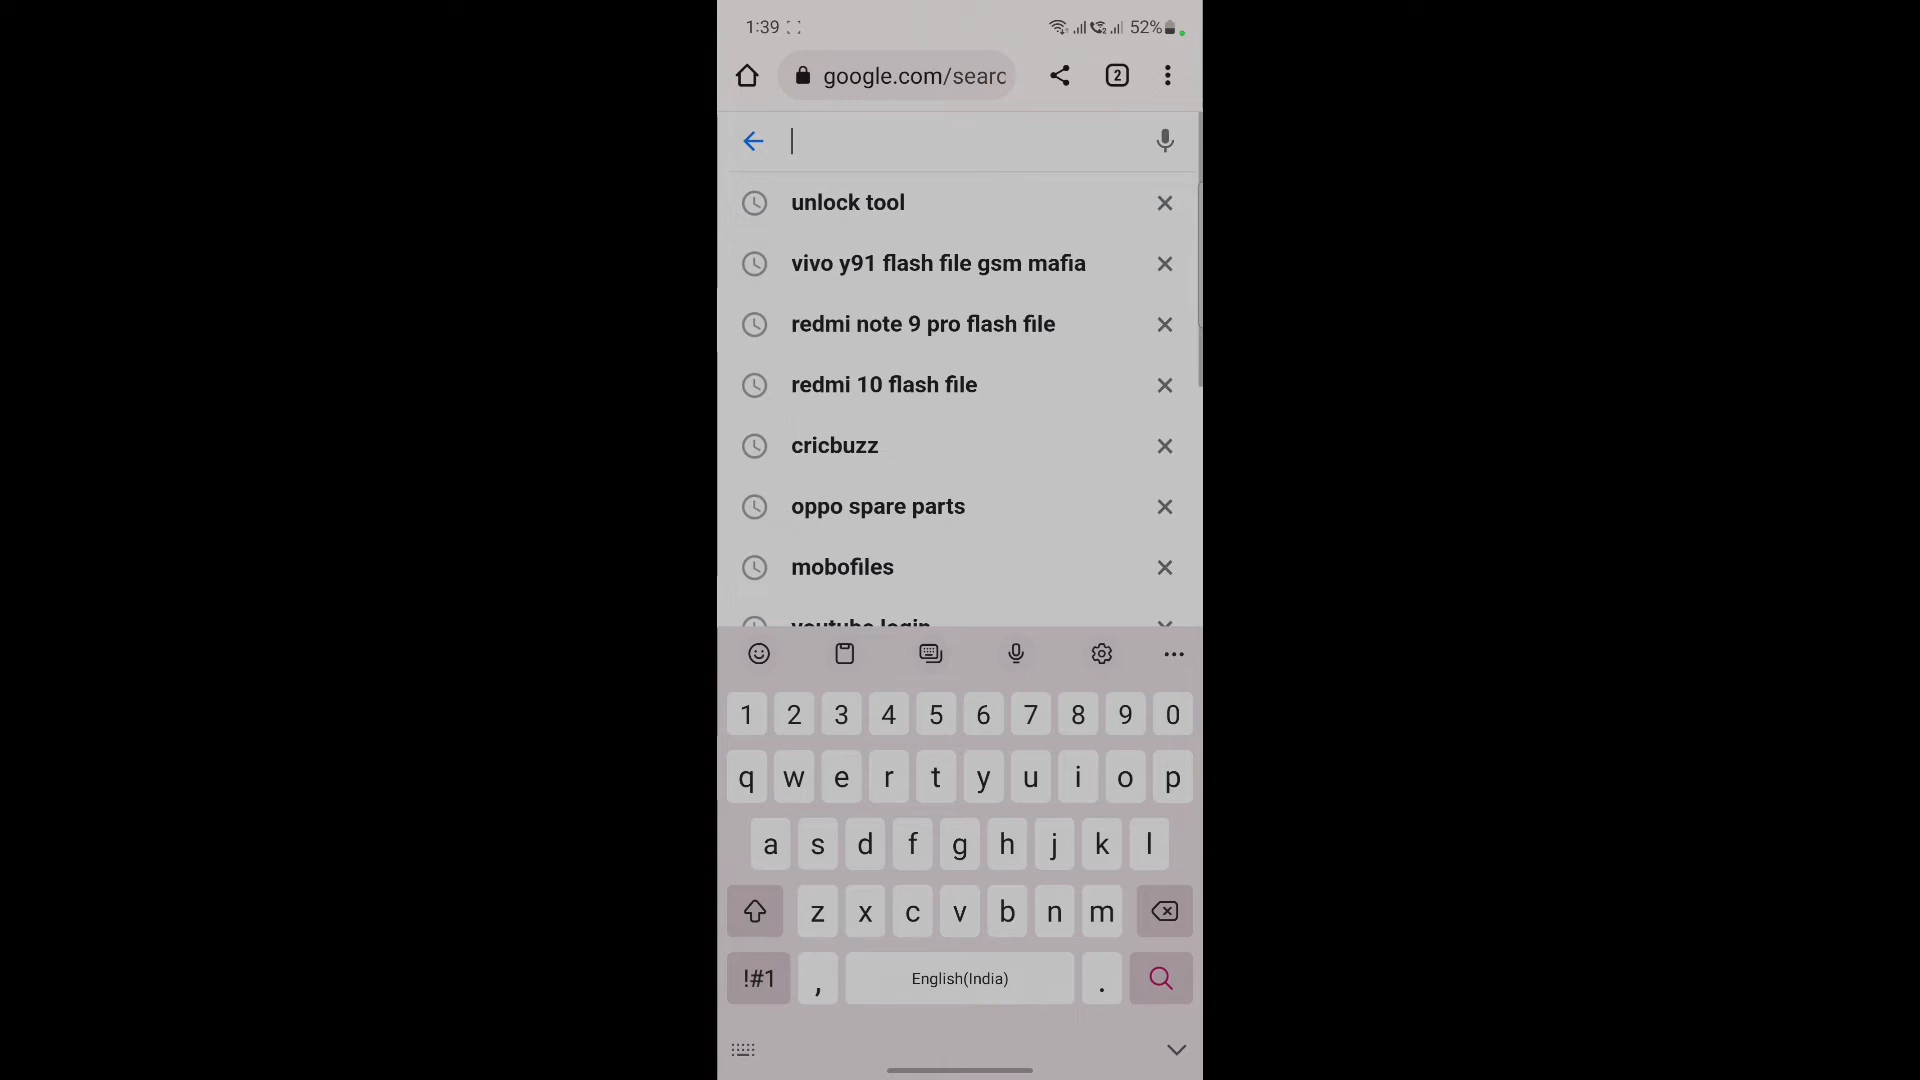 1:39 52%
google.com/searc 2
unlock tool
vivo y91 flash file gsm mafia
redmi note 9 pro flash file
redmi 10 flash file
cricbuzz
oppo spare parts
mobofiles
youtube login
1 2 3 4 5 6 7 8 9 0
q w e r t y u i o p
a s d f g h j k l
z x c v b n m
!#1 , English(India) .